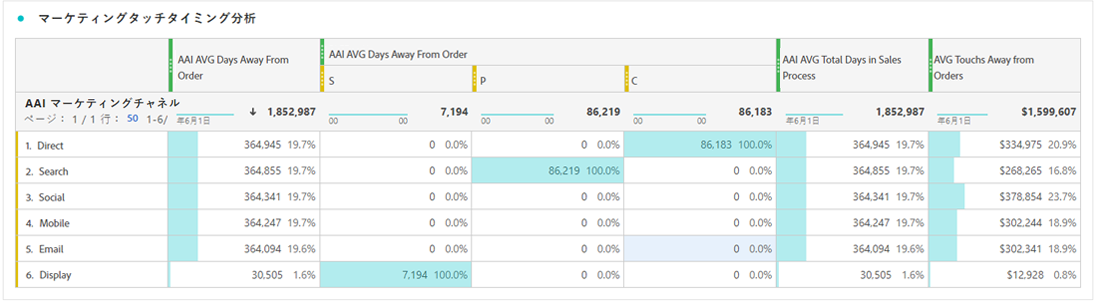 マーケティングタッチタイミング分析
AAI AVG Days Away From Order
AAI AVG Days Away From Order
S P C
AAI AVG Total Days in Sales Process
AVG Touchs Away from Orders
AAI マーケティングチャネル
ページ： 1 / 1 行： 50 1-6/
年6月1日 ↓ 1,852,987
00 00 7,194
00 00 86,219
00 00 86,183
年6月1日 1,852,987
年6月1日 $1,599,607
1. Direct 364,945 19.7% 0 0.0% 0 0.0% 86,183 100.0% 364,945 19.7% $334,975 20.9%
2. Search 364,855 19.7% 0 0.0% 86,219 100.0% 0 0.0% 364,855 19.7% $268,265 16.8%
3. Social 364,341 19.7% 0 0.0% 0 0.0% 0 0.0% 364,341 19.7% $378,854 23.7%
4. Mobile 364,247 19.7% 0 0.0% 0 0.0% 0 0.0% 364,247 19.7% $302,244 18.9%
5. Email 364,094 19.6% 0 0.0% 0 0.0% 0 0.0% 364,094 19.6% $302,341 18.9%
6. Display 30,505 1.6% 7,194 100.0% 0 0.0% 0 0.0% 30,505 1.6% $12,928 0.8%